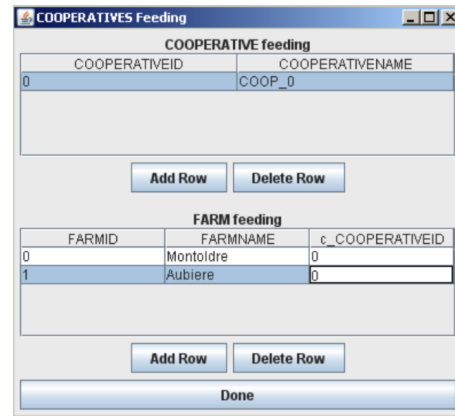 COOPERATIVES Feeding
COOPERATIVE feeding
COOPERATIVEID COOPERATIVENAME
0 COOP_0
Add Row Delete Row
FARM feeding
FARMID FARMNAME c_COOPERATIVEID
0 Montoldre 0
1 Aubiere 0
Add Row Delete Row
Done